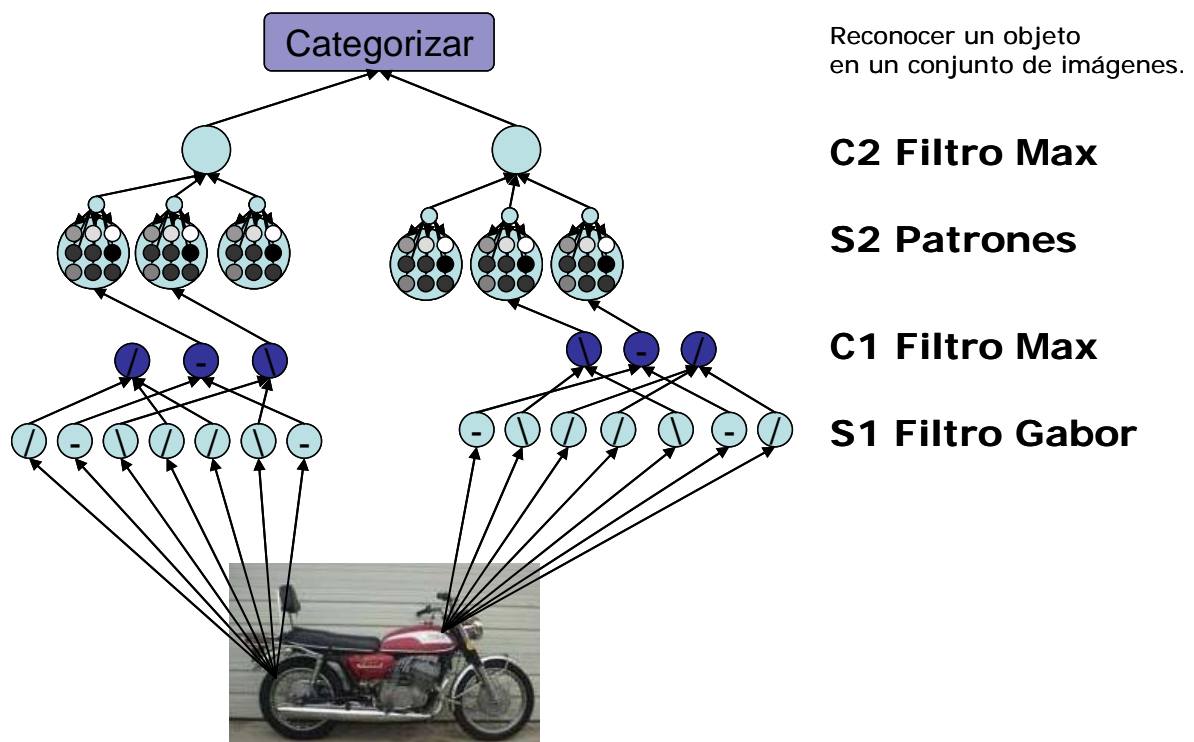 Categorizar
Reconocer un objeto
en un conjunto de imágenes.
C2 Filtro Max
S2 Patrones
/ - \
\ - /
C1 Filtro Max
/ - \ / / \ -
- \ / / \ - /
S1 Filtro Gabor